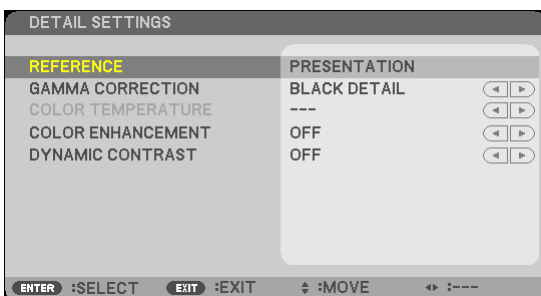 DETAIL SETTINGS
REFERENCE PRESENTATION
GAMMA CORRECTION BLACK DETAIL
COLOR TEMPERATURE ---
COLOR ENHANCEMENT OFF
DYNAMIC CONTRAST OFF
ENTER :SELECT EXIT :EXIT :MOVE :---